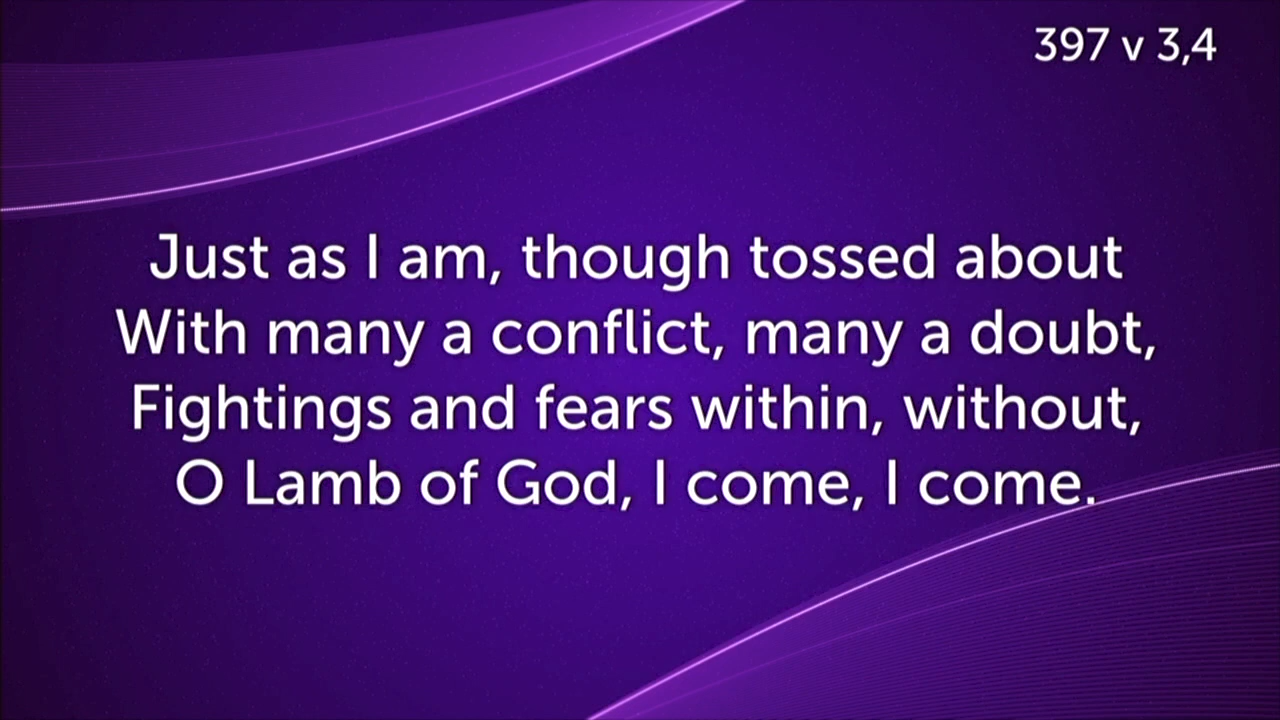 397 v 3,4
Just as I am, though tossed about
With many a conflict, many a doubt,
Fightings and fears within, without,
O Lamb of God, I come, I come.